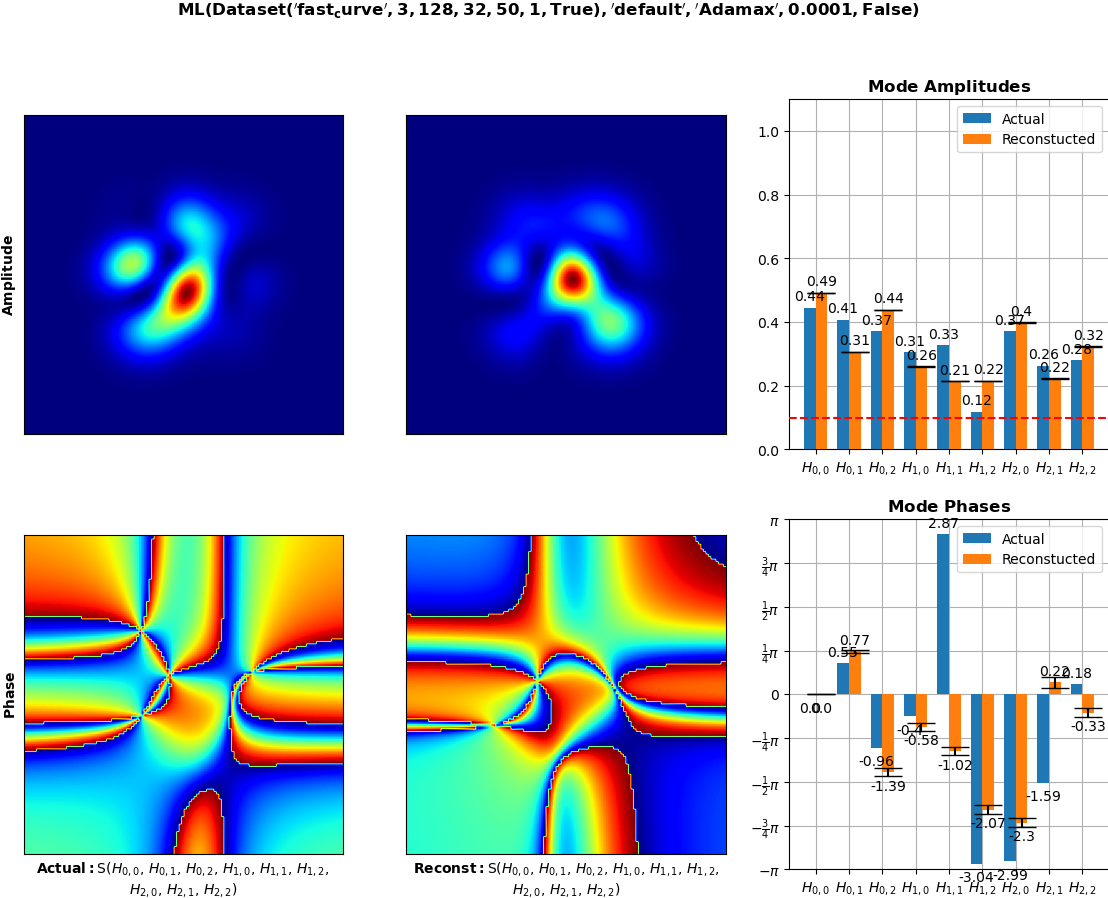 ML(Dataset('fast_curve', 3, 128, 32, 50, 1, True), 'default', 'Adamax', 0.0001, False)
Amplitude
Mode Amplitudes
Actual
Reconstucted
1.0
0.8
0.6
0.4
0.2
0.0
0.44 0.49 0.41 0.31 0.37 0.44 0.31 0.26 0.33 0.21 0.12 0.22 0.37 0.4 0.26 0.22 0.28 0.32
H0,0 H0,1 H0,2 H1,0 H1,1 H1,2 H2,0 H2,1 H2,2
Phase
Mode Phases
Actual
Reconstucted
π
3/4π
1/2π
1/4π
0
−1/4π
−1/2π
−3/4π
−π
0.0 0.0 0.55 0.77 -0.96 -1.39 -0.58 2.87 -1.02 -3.04 -2.07 -2.99 -2.3 -1.59 0.22 0.18 -0.33
H0,0 H0,1 H0,2 H1,0 H1,1 H1,2 H2,0 H2,1 H2,2
Actual: S(H0,0, H0,1, H0,2, H1,0, H1,1, H1,2,
H2,0, H2,1, H2,2)
Reconst: S(H0,0, H0,1, H0,2, H1,0, H1,1, H1,2,
H2,0, H2,1, H2,2)